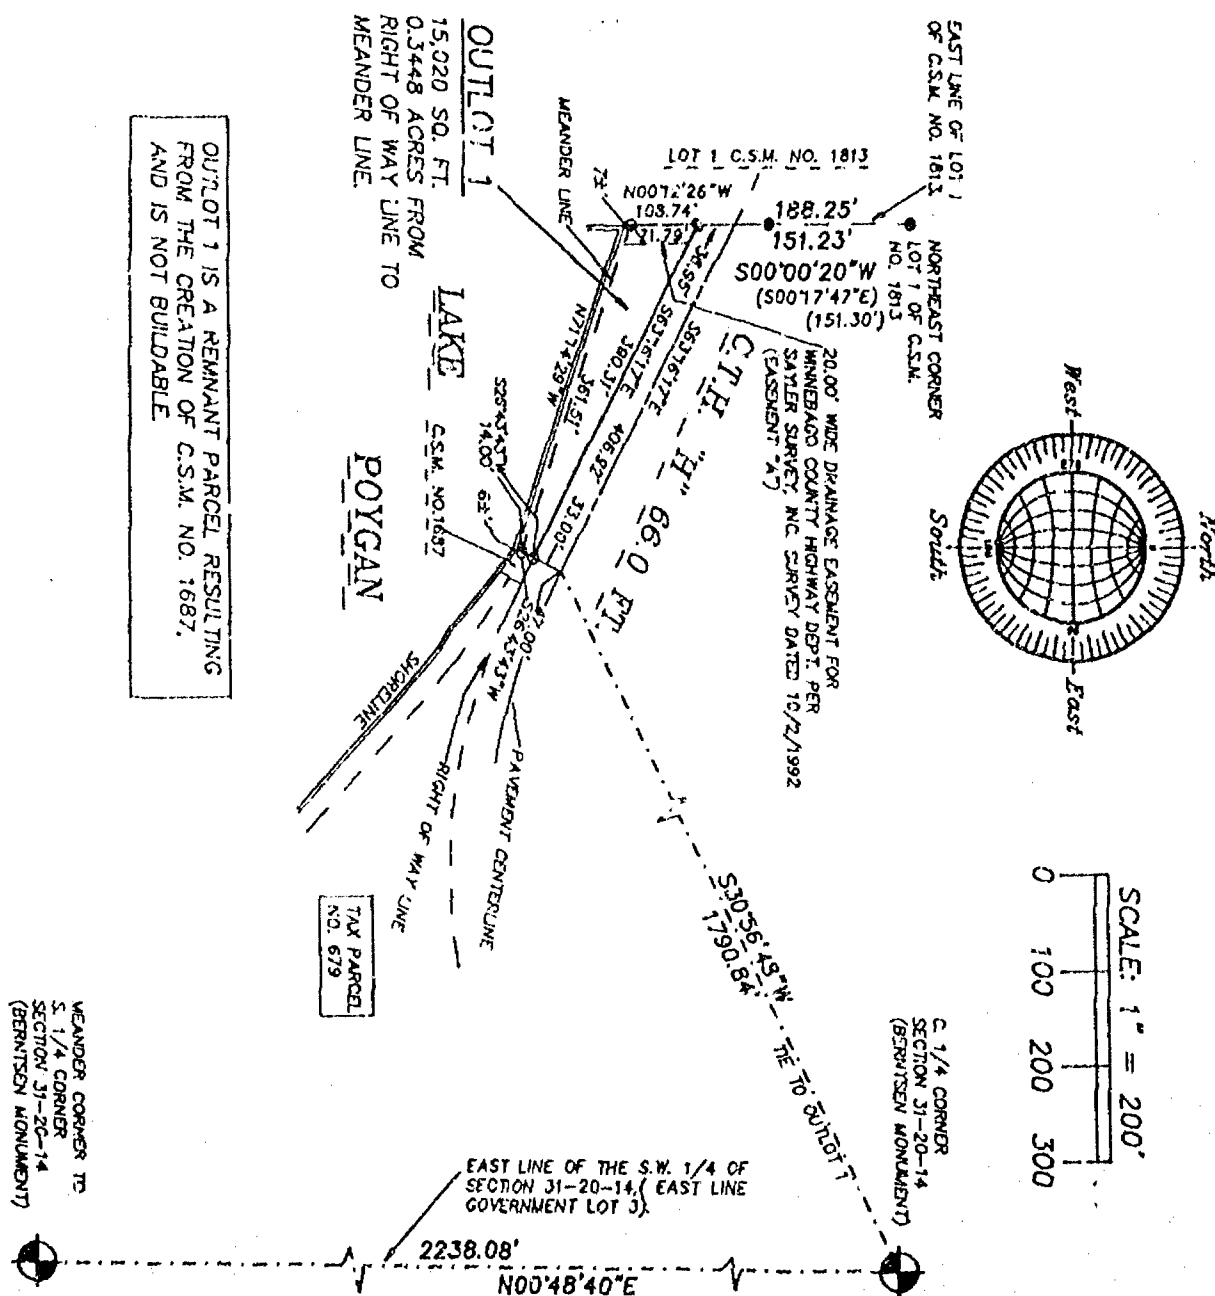 EAST LINE OF LOT 1
OF C.S.M. NO. 1813
NORTHEAST CORNER
LOT 1 OF C.S.M.
NO. 1813
LOT 1 C.S.M. NO. 1813
188.25'
151.23'
S00°00'20"W
(S00°17'47"E)
(151.30')
N00°12'26"W
103.74'
21.79'
7±'
MEANDER LINE
OUTLOT 1
15,020 SQ. FT.
0.3448 ACRES FROM
RIGHT OF WAY LINE TO
MEANDER LINE.
S63°16'17"E
380.31'
S63°16'17"E
406.92'
33.00'
N71°14'29"W
361.51'
C.T.H. "H" 66.0 FT.
20.00' WIDE DRAINAGE EASEMENT FOR
WINNEBAGO COUNTY HIGHWAY DEPT. PER
SAYLER SURVEY, INC. SURVEY DATED 10/2/1992
(EASEMENT "A")
LAKE
POYGAN
C.S.M. NO.1687
14.00'
6±'
47.00'
S26°43'43"W
SHORELINE
RIGHT OF WAY LINE
PAVEMENT CENTERLINE
TAX PARCEL
NO. 679
OUTLOT 1 IS A REMNANT PARCEL RESULTING
FROM THE CREATION OF C.S.M. NO. 1687,
AND IS NOT BUILDABLE.
North
South
East
West
SCALE: 1" = 200'
0 100 200 300
C. 1/4 CORNER
SECTION 31-20-14
(BERNTSEN MONUMENT)
S30°56'49"W
1790.84'
TIE TO OUTLOT 1
EAST LINE OF THE S.W. 1/4 OF
SECTION 31-20-14,( EAST LINE
GOVERNMENT LOT 3).
2238.08'
N00°48'40"E
MEANDER CORNER TO
S. 1/4 CORNER
SECTION 31-20-14
(BERNTSEN MONUMENT)